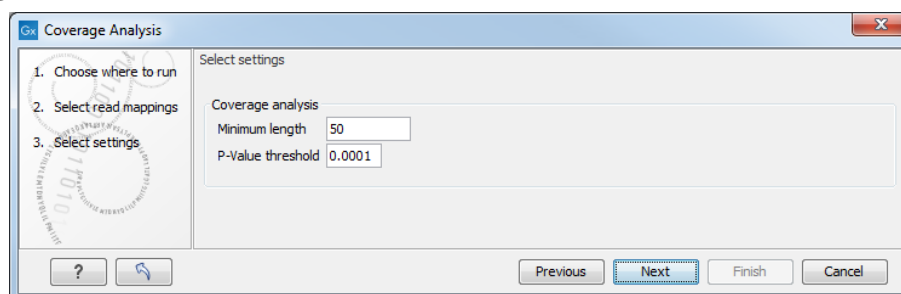 Gx Coverage Analysis
1. Choose where to run
2. Select read mappings
3. Select settings
Select settings
Coverage analysis
Minimum length 50
P-Value threshold 0.0001
? Previous Next Finish Cancel